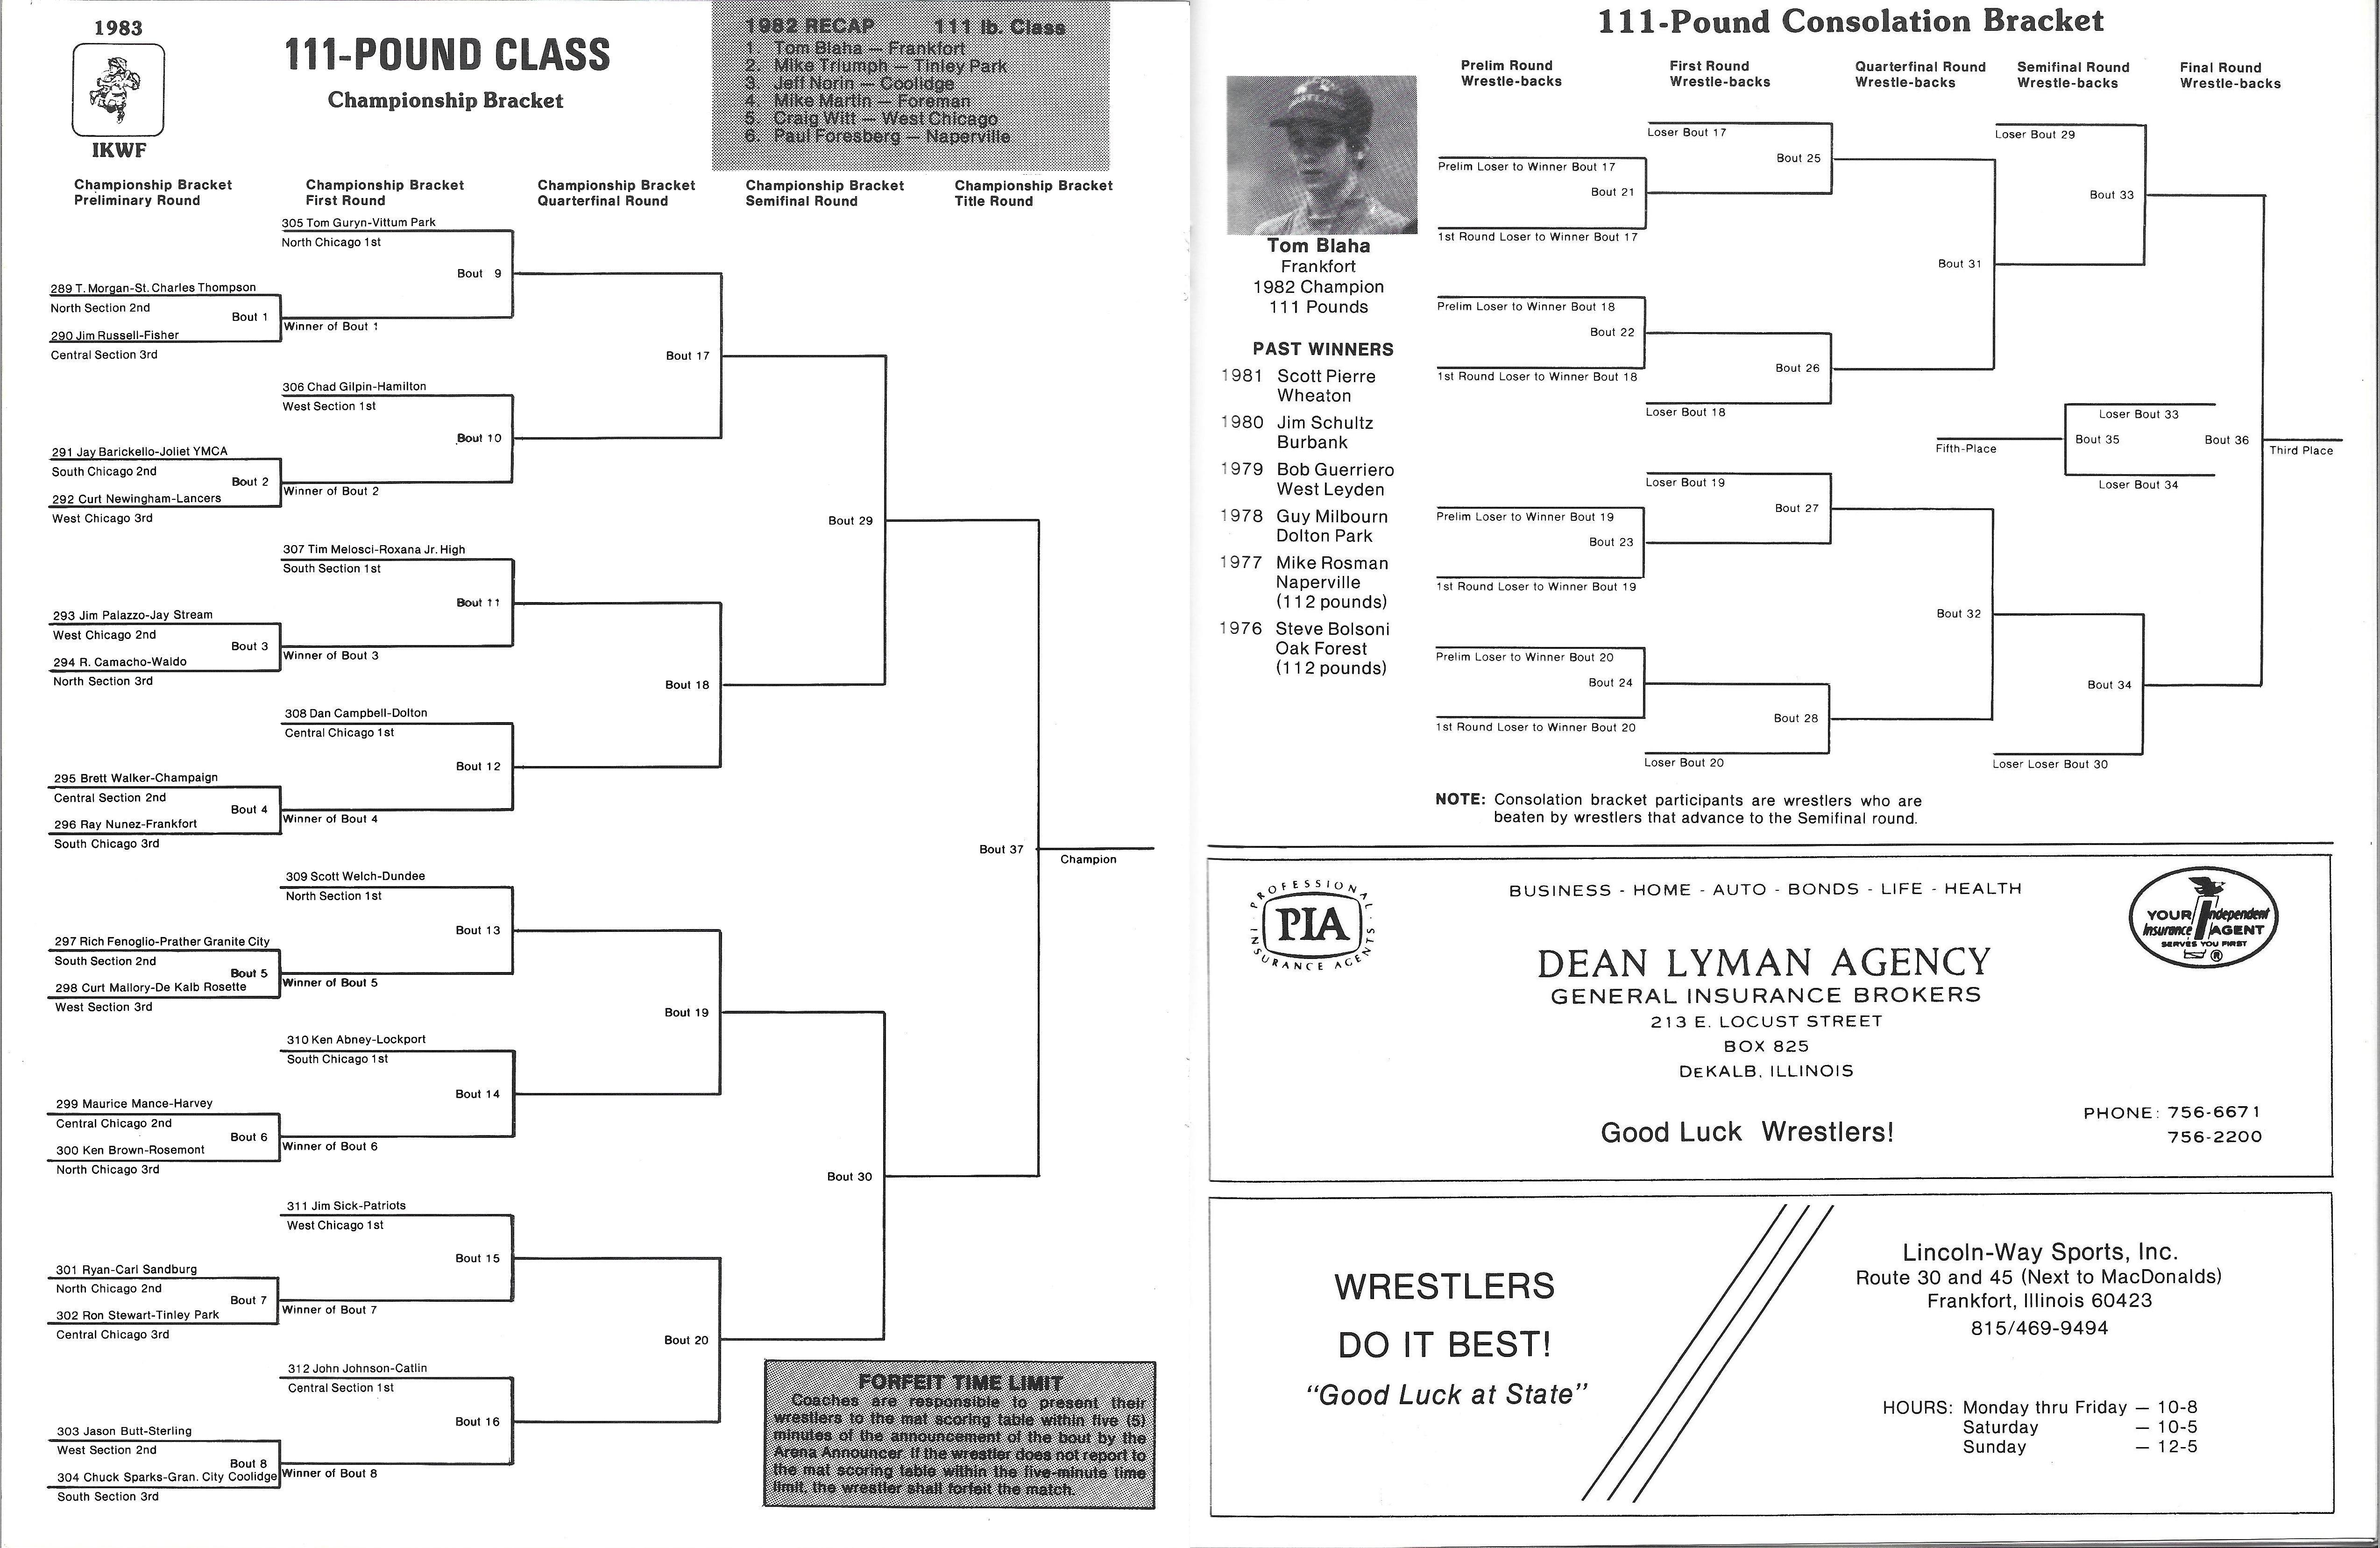 1983
IKWF
111-POUND CLASS
Championship Bracket
1982 RECAP 111 lb. Class
1. Tom Blaha — Frankfort
2. Mike Triumph — Tinley Park
3. Jeff Norin — Coolidge
4. Mike Martin — Foreman
5. Craig Witt — West Chicago
6. Paul Foresberg — Naperville
Championship Bracket
Preliminary Round
Championship Bracket
First Round
Championship Bracket
Quarterfinal Round
Championship Bracket
Semifinal Round
Championship Bracket
Title Round
305 Tom Guryn-Vittum Park
North Chicago 1st
Bout 9
289 T. Morgan-St. Charles Thompson
North Section 2nd
Bout 1
290 Jim Russell-Fisher
Central Section 3rd
Winner of Bout 1
Bout 17
306 Chad Gilpin-Hamilton
West Section 1st
Bout 10
291 Jay Barickello-Joliet YMCA
South Chicago 2nd
Bout 2
292 Curt Newingham-Lancers
West Chicago 3rd
Winner of Bout 2
Bout 29
307 Tim Melosci-Roxana Jr. High
South Section 1st
Bout 11
293 Jim Palazzo-Jay Stream
West Chicago 2nd
Bout 3
294 R. Camacho-Waldo
North Section 3rd
Winner of Bout 3
Bout 18
308 Dan Campbell-Dolton
Central Chicago 1st
Bout 12
295 Brett Walker-Champaign
Central Section 2nd
Bout 4
296 Ray Nunez-Frankfort
South Chicago 3rd
Winner of Bout 4
Bout 37
Champion
309 Scott Welch-Dundee
North Section 1st
Bout 13
297 Rich Fenoglio-Prather Granite City
South Section 2nd
Bout 5
298 Curt Mallory-De Kalb Rosette
West Section 3rd
Winner of Bout 5
Bout 19
310 Ken Abney-Lockport
South Chicago 1st
Bout 14
299 Maurice Mance-Harvey
Central Chicago 2nd
Bout 6
300 Ken Brown-Rosemont
North Chicago 3rd
Winner of Bout 6
Bout 30
311 Jim Sick-Patriots
West Chicago 1st
Bout 15
301 Ryan-Carl Sandburg
North Chicago 2nd
Bout 7
302 Ron Stewart-Tinley Park
Central Chicago 3rd
Winner of Bout 7
Bout 20
312 John Johnson-Catlin
Central Section 1st
Bout 16
303 Jason Butt-Sterling
West Section 2nd
Bout 8
304 Chuck Sparks-Gran. City Coolidge
South Section 3rd
Winner of Bout 8
FORFEIT TIME LIMIT
Coaches are responsible to present their
wrestlers to the mat scoring table within five (5)
minutes of the announcement of the bout by the
Arena Announcer. If the wrestler does not report to
the mat scoring table within the five-minute time
limit, the wrestler shall forfeit the match.
111-Pound Consolation Bracket
Prelim Round
Wrestle-backs
First Round
Wrestle-backs
Quarterfinal Round
Wrestle-backs
Semifinal Round
Wrestle-backs
Final Round
Wrestle-backs
Tom Blaha
Frankfort
1982 Champion
111 Pounds
PAST WINNERS
1981 Scott Pierre
Wheaton
1980 Jim Schultz
Burbank
1979 Bob Guerriero
West Leyden
1978 Guy Milbourn
Dolton Park
1977 Mike Rosman
Naperville
(112 pounds)
1976 Steve Bolsoni
Oak Forest
(112 pounds)
Loser Bout 17
Bout 25
Prelim Loser to Winner Bout 17
Bout 21
1st Round Loser to Winner Bout 17
Loser Bout 29
Bout 33
Bout 31
Prelim Loser to Winner Bout 18
Bout 22
1st Round Loser to Winner Bout 18
Bout 26
Loser Bout 18
Loser Bout 33
Fifth-Place
Bout 35
Bout 36
Third Place
Loser Bout 34
Loser Bout 19
Bout 27
Prelim Loser to Winner Bout 19
Bout 23
1st Round Loser to Winner Bout 19
Bout 32
Prelim Loser to Winner Bout 20
Bout 24
1st Round Loser to Winner Bout 20
Bout 28
Bout 34
Loser Bout 20
Loser Loser Bout 30
NOTE: Consolation bracket participants are wrestlers who are
beaten by wrestlers that advance to the Semifinal round.
PROFESSIONAL
PIA
INSURANCE AGENTS
BUSINESS - HOME - AUTO - BONDS - LIFE - HEALTH
YOUR Independent
Insurance AGENT
SERVES YOU FIRST
®
DEAN LYMAN AGENCY
GENERAL INSURANCE BROKERS
213 E. LOCUST STREET
BOX 825
DEKALB, ILLINOIS
Good Luck Wrestlers!
PHONE: 756-6671
756-2200
WRESTLERS
DO IT BEST!
“Good Luck at State”
Lincoln-Way Sports, Inc.
Route 30 and 45 (Next to MacDonalds)
Frankfort, Illinois 60423
815/469-9494
HOURS: Monday thru Friday — 10-8
Saturday — 10-5
Sunday — 12-5